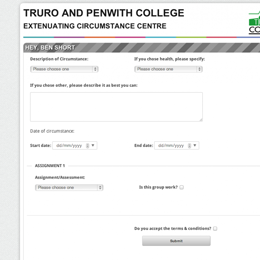 TRURO AND PENWITH COLLEGE
EXTENUATING CIRCUMSTANCE CENTRE
HEY, BEN SHORT
Description of Circumstance: If you chose health, please specify:
Please choose one Please choose one
If you chose other, please describe it as best you can:
Date of circumstance:
Start date: dd/mm/yyyy End date: dd/mm/yyyy
ASSIGNMENT 1
Assignment/Assessment:
Please choose one Is this group work?
Do you accept the terms & conditions?
Submit